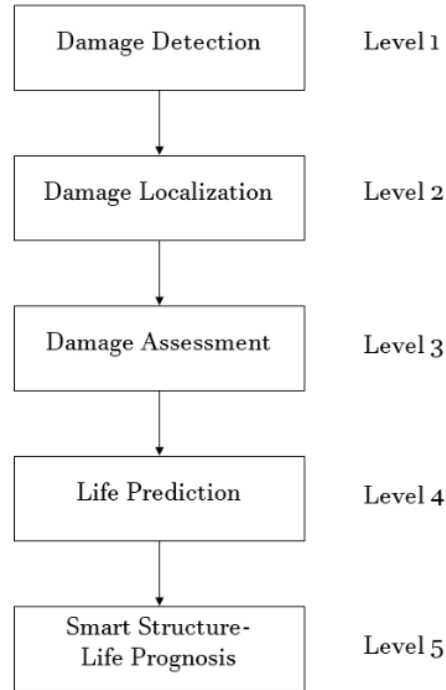 Damage Detection Level 1
Damage Localization Level 2
Damage Assessment Level 3
Life Prediction Level 4
Smart Structure-
Life Prognosis Level 5